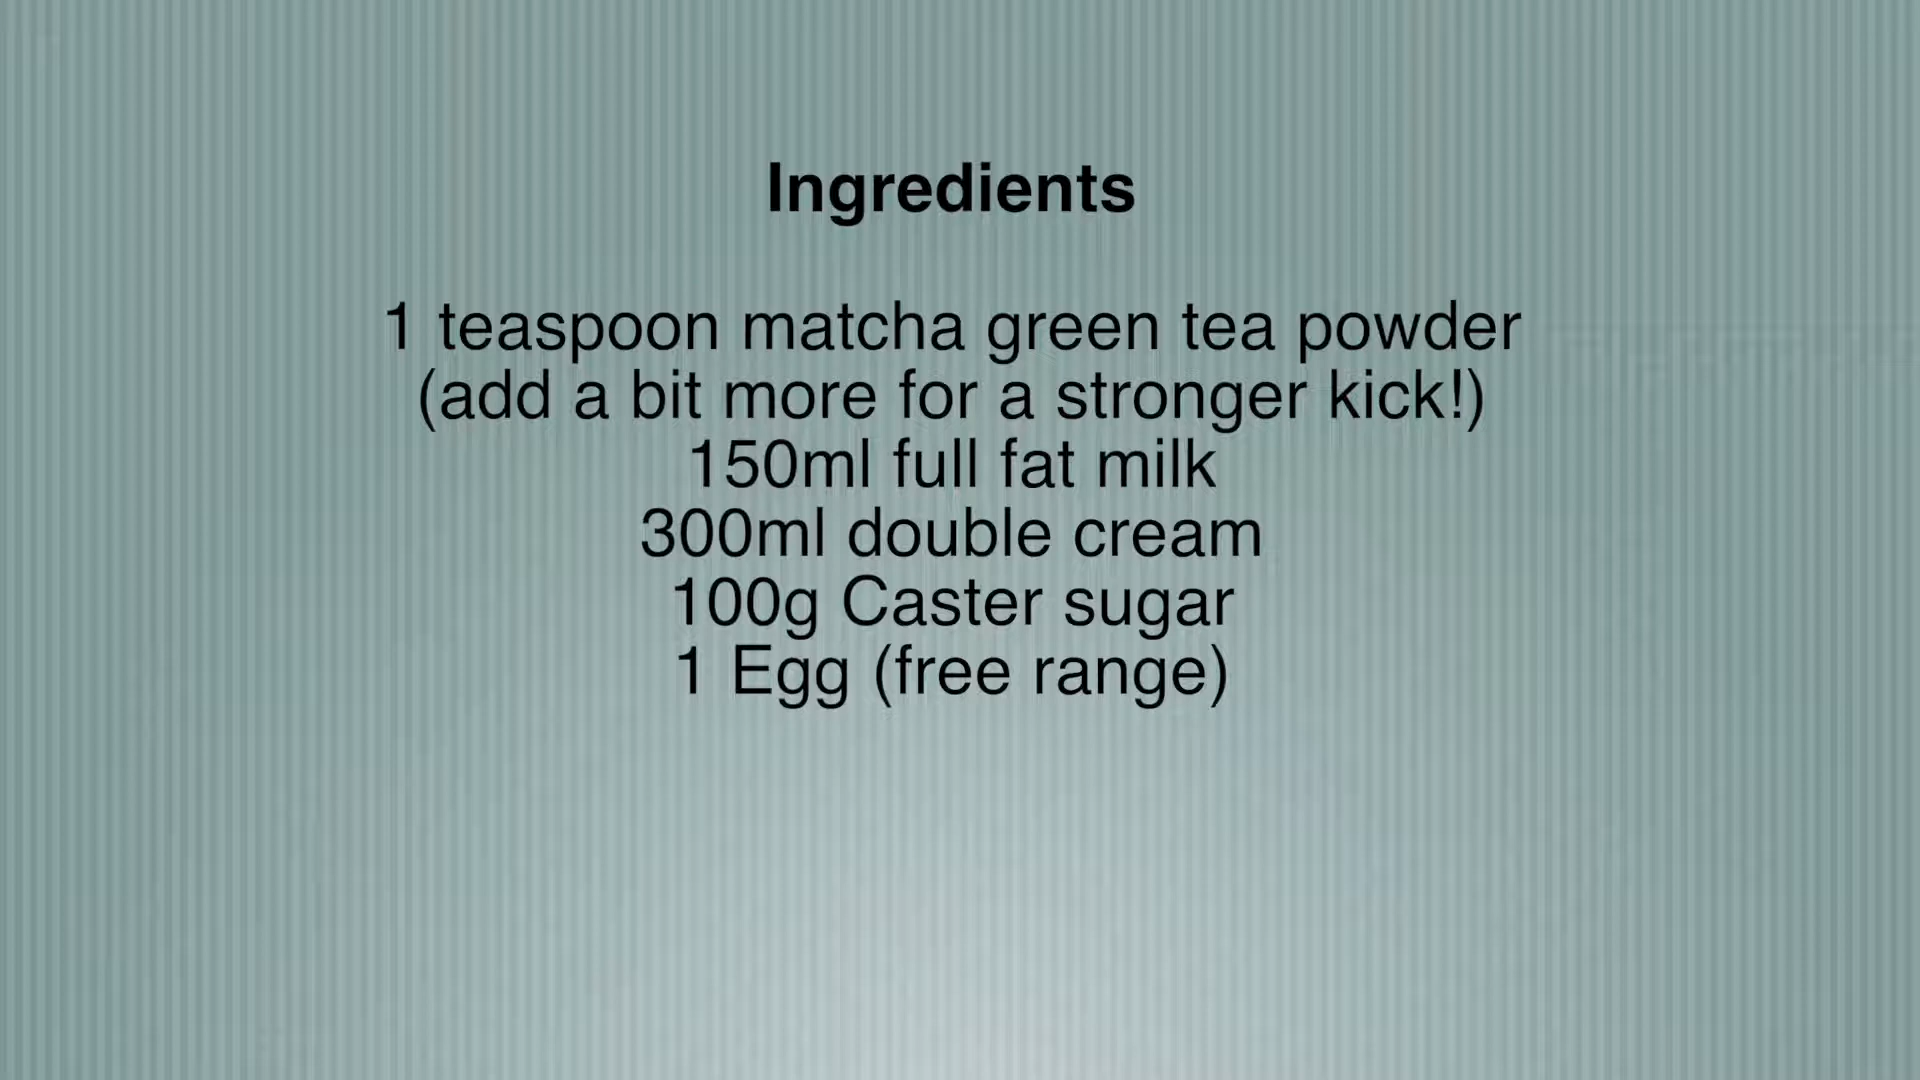 Ingredients
1 teaspoon matcha green tea powder
(add a bit more for a stronger kick!)
150ml full fat milk
300ml double cream
100g Caster sugar
1 Egg (free range)